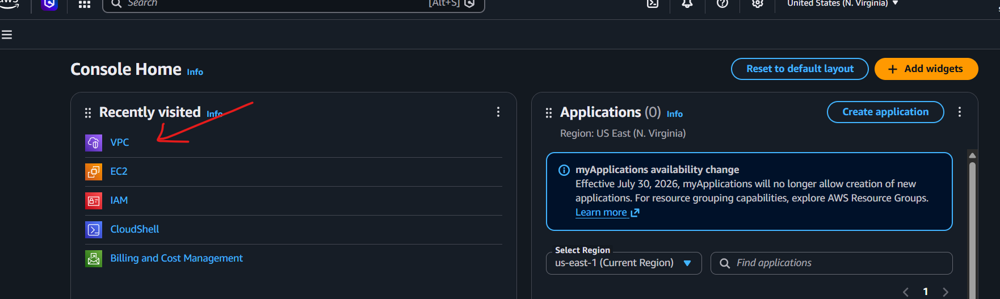 Search
[Alt+S]
United States (N. Virginia)
Console Home Info
Reset to default layout
+ Add widgets
Recently visited Info
VPC
EC2
IAM
CloudShell
Billing and Cost Management
Applications (0) Info
Create application
Region: US East (N. Virginia)
myApplications availability change
Effective July 30, 2026, myApplications will no longer allow creation of new
applications. For resource grouping capabilities, explore AWS Resource Groups.
Learn more
Select Region
us-east-1 (Current Region)
Find applications
1